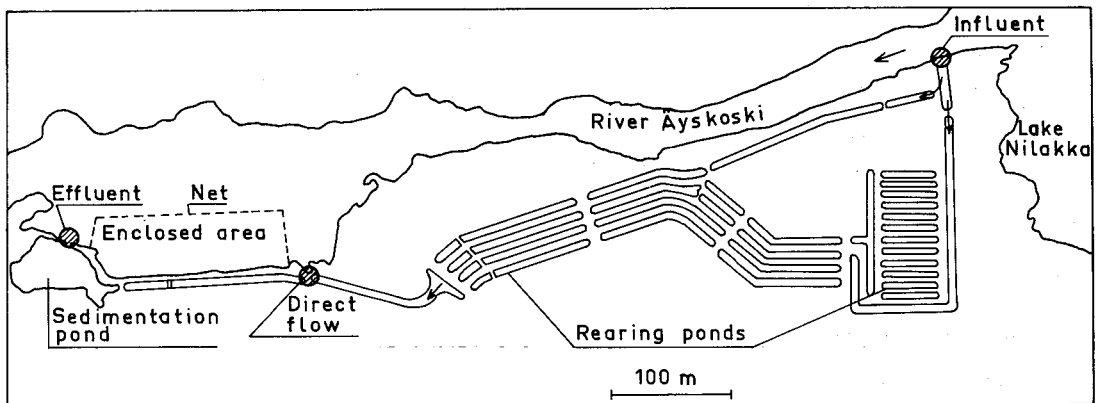 Influent
River Äyskoski
Lake
Nilakka
Effluent
Net
Enclosed area
Sedimentation
pond
Direct
flow
Rearing ponds
100 m